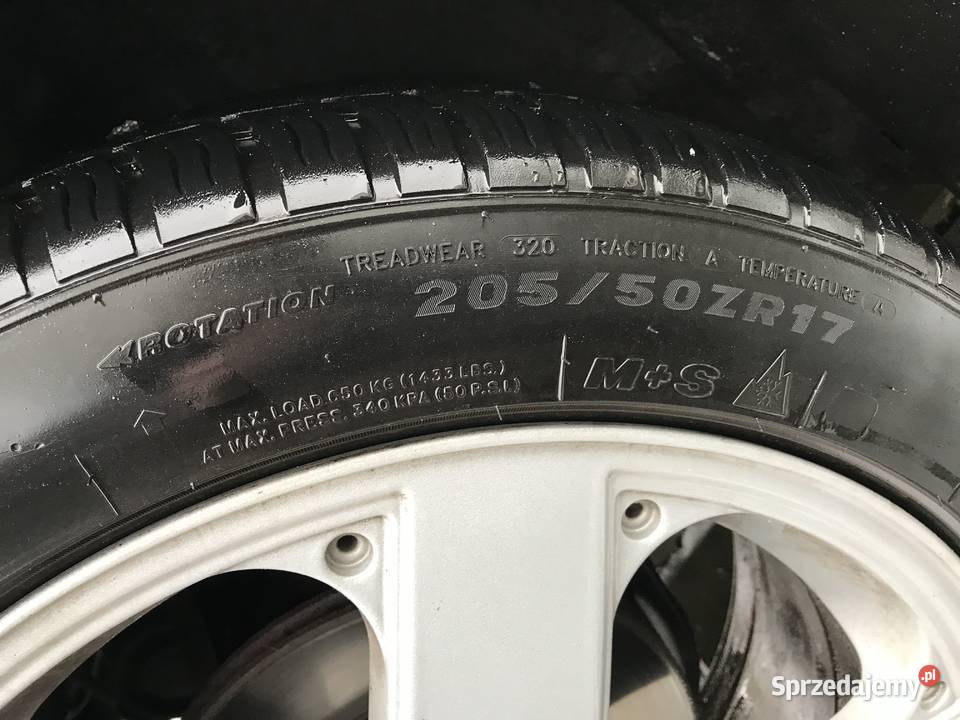 TREADWEAR 320 TRACTION A TEMPERATURE A
ROTATION
205/50ZR17
MAX. LOAD 650 KG (1433 LBS.)
AT MAX. PRESS. 340 KPA (50 P.S.I.)
M+S
Sprzedajemy.pl